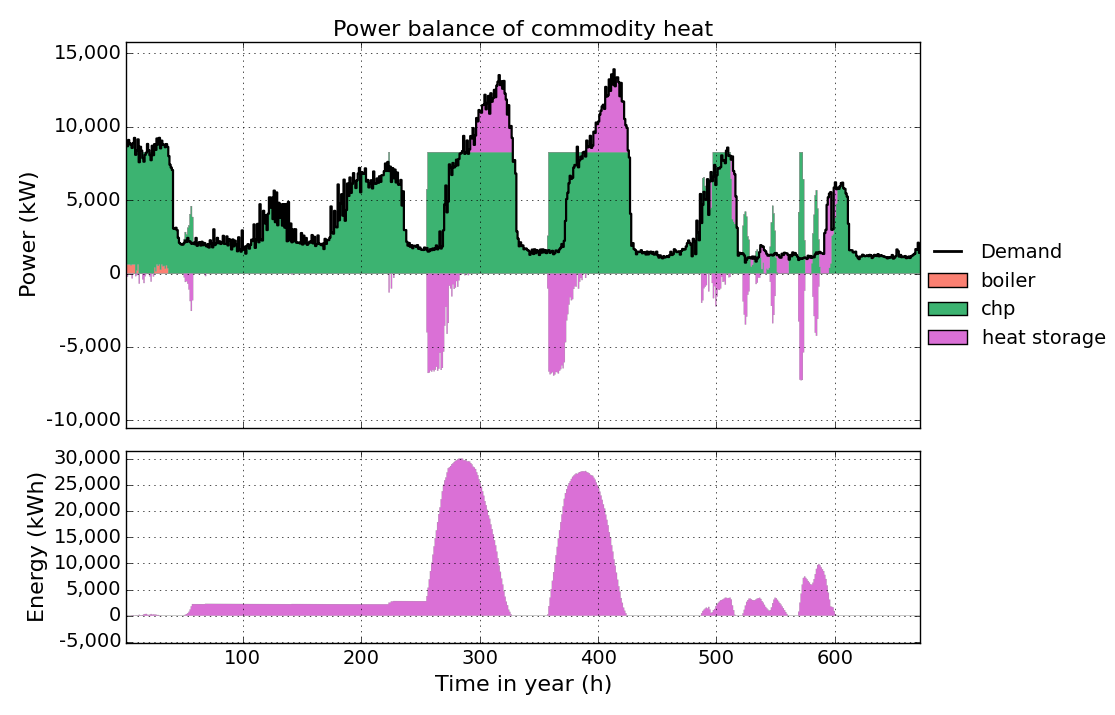 Power balance of commodity heat
15,000
10,000
5,000
0
-5,000
-10,000
Power (kW)
Demand
boiler
chp
heat storage
30,000
25,000
20,000
15,000
10,000
5,000
0
-5,000
Energy (kWh)
100 200 300 400 500 600
Time in year (h)